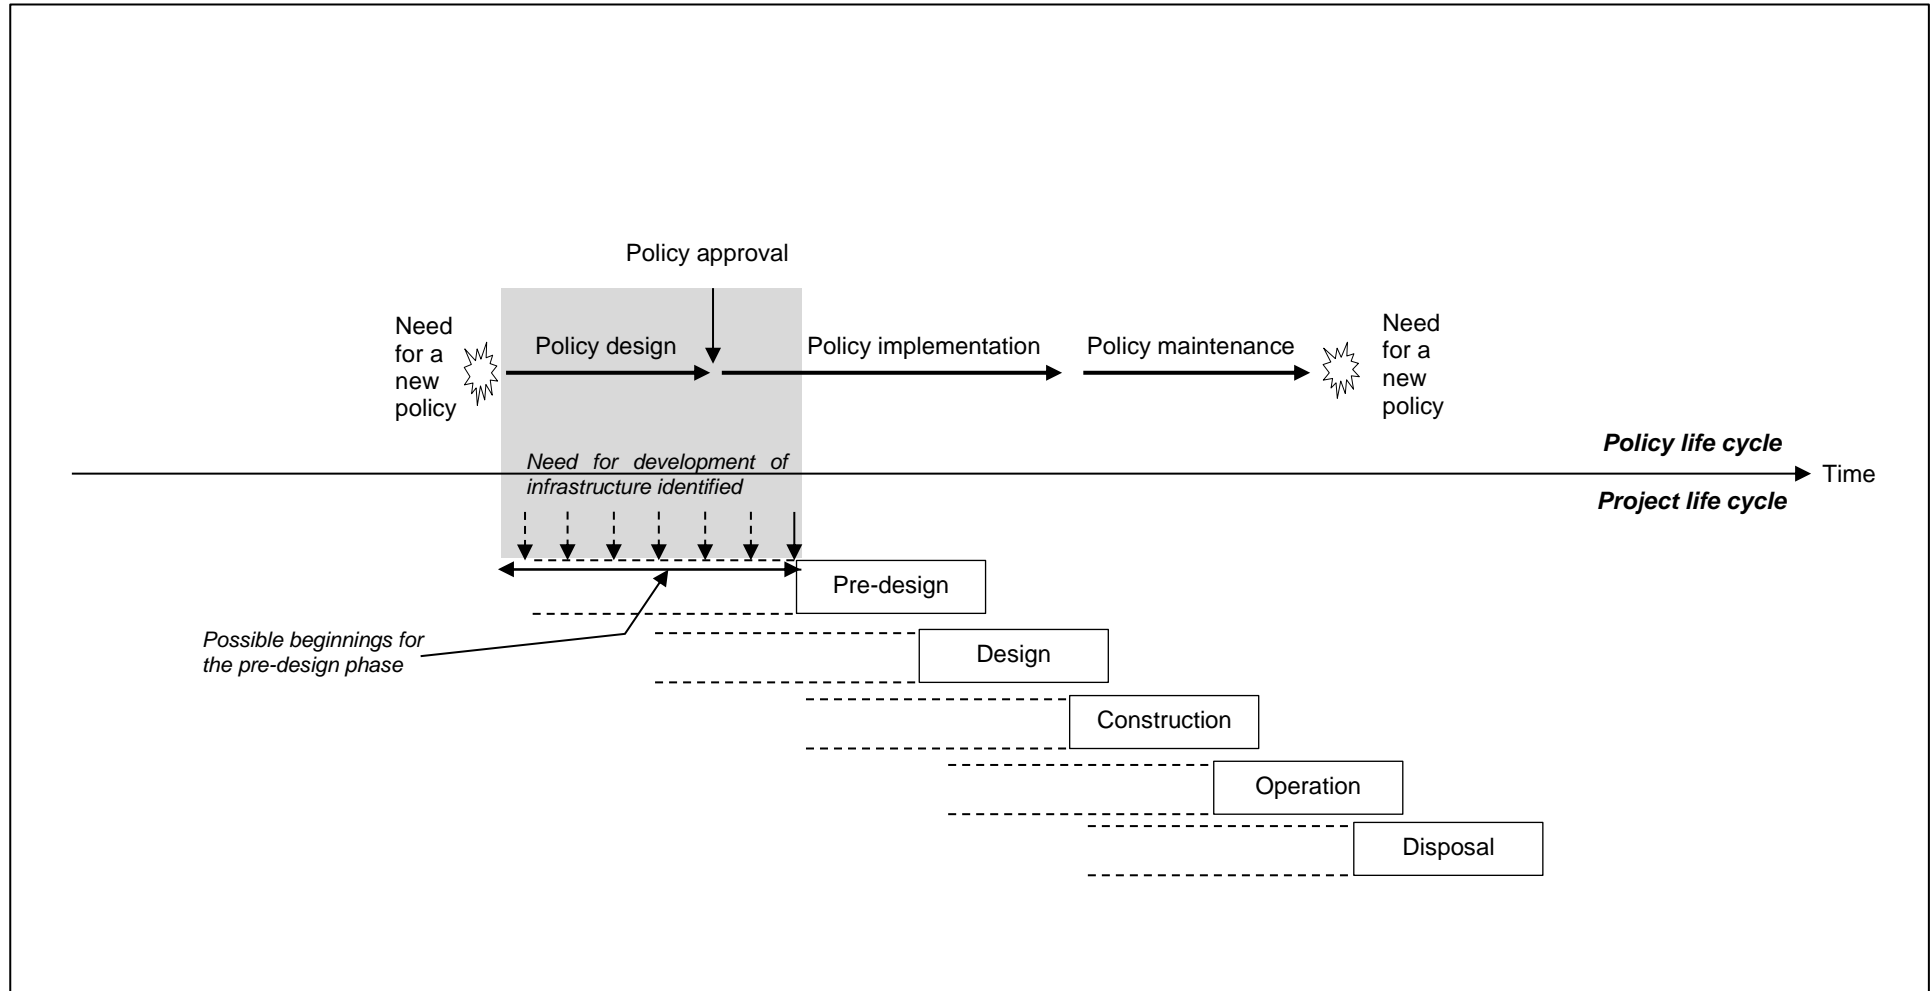 Policy approval
Need
for a
new
policy
Policy design
Policy implementation
Policy maintenance
Need
for a
new
policy
Policy life cycle
Need for development of
infrastructure identified
Time
Project life cycle
Pre-design
Possible beginnings for
the pre-design phase
Design
Construction
Operation
Disposal